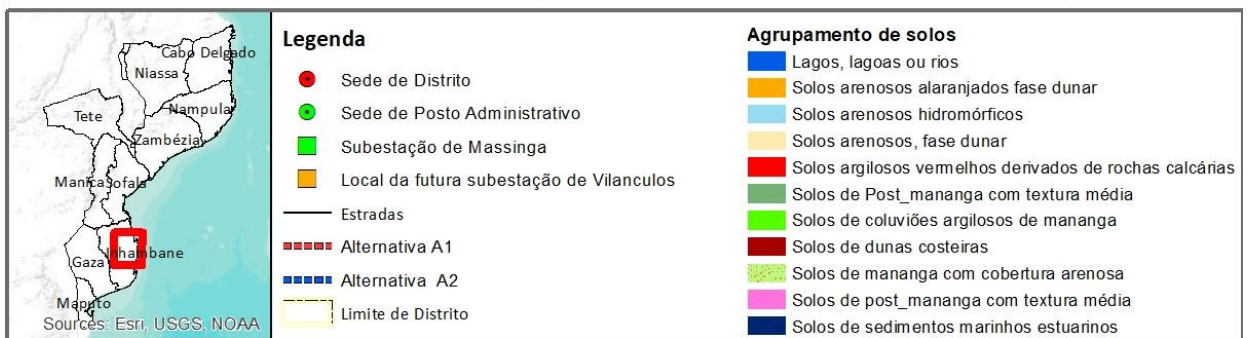 Cabo Delgado
Niassa
Nampula
Tete
Zambézia
Manica
Sofala
Inhambane
Gaza
Maputo
Sources: Esri, USGS, NOAA
Legenda
Sede de Distrito
Sede de Posto Administrativo
Subestação de Massinga
Local da futura subestação de Vilanculos
Estradas
Alternativa A1
Alternativa A2
Limite de Distrito
Agrupamento de solos
Lagos, lagoas ou rios
Solos arenosos alaranjados fase dunar
Solos arenosos hidromórficos
Solos arenosos, fase dunar
Solos argilosos vermelhos derivados de rochas calcárias
Solos de Post_mananga com textura média
Solos de coluviões argilosos de mananga
Solos de dunas costeiras
Solos de mananga com cobertura arenosa
Solos de post_mananga com textura média
Solos de sedimentos marinhos estuarinos